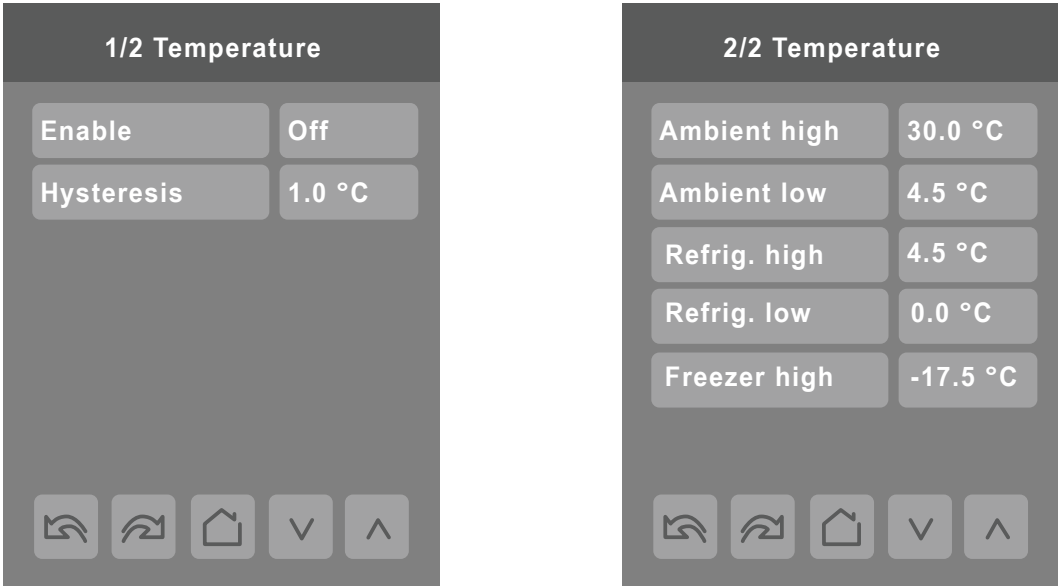 1/2 Temperature
Enable Off
Hysteresis 1.0 °C
2/2 Temperature
Ambient high 30.0 °C
Ambient low 4.5 °C
Refrig. high 4.5 °C
Refrig. low 0.0 °C
Freezer high -17.5 °C